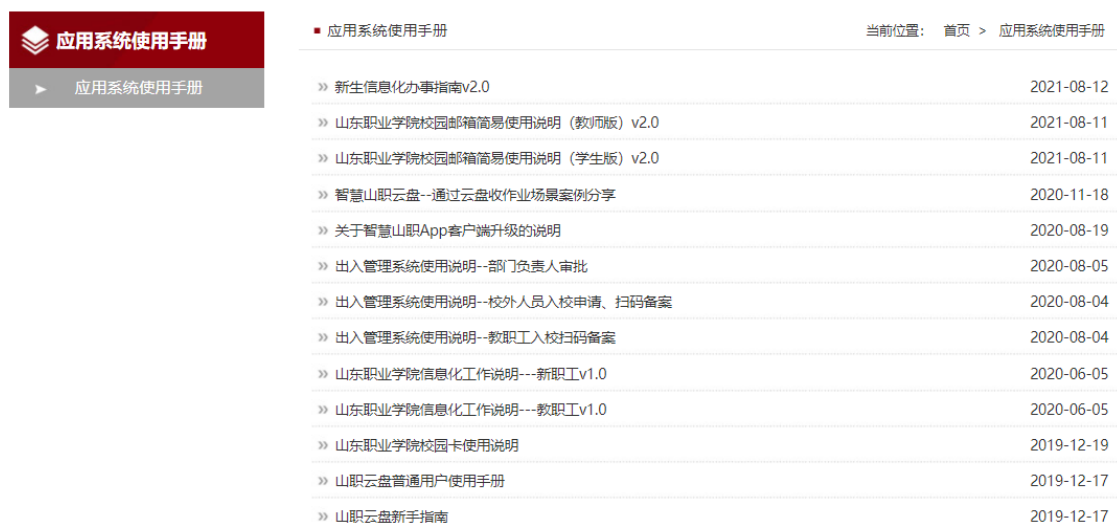 应用系统使用手册
应用系统使用手册
应用系统使用手册 当前位置： 首页 > 应用系统使用手册
新生信息化办事指南v2.0 2021-08-12
山东职业学院校园邮箱简易使用说明（教师版）v2.0 2021-08-11
山东职业学院校园邮箱简易使用说明（学生版）v2.0 2021-08-11
智慧山职云盘--通过云盘收作业场景案例分享 2020-11-18
关于智慧山职App客户端升级的说明 2020-08-19
出入管理系统使用说明--部门负责人审批 2020-08-05
出入管理系统使用说明--校外人员入校申请、扫码备案 2020-08-04
出入管理系统使用说明--教职工入校扫码备案 2020-08-04
山东职业学院信息化工作说明---新职工v1.0 2020-06-05
山东职业学院信息化工作说明---教职工v1.0 2020-06-05
山东职业学院校园卡使用说明 2019-12-19
山职云盘普通用户使用手册 2019-12-17
山职云盘新手指南 2019-12-17